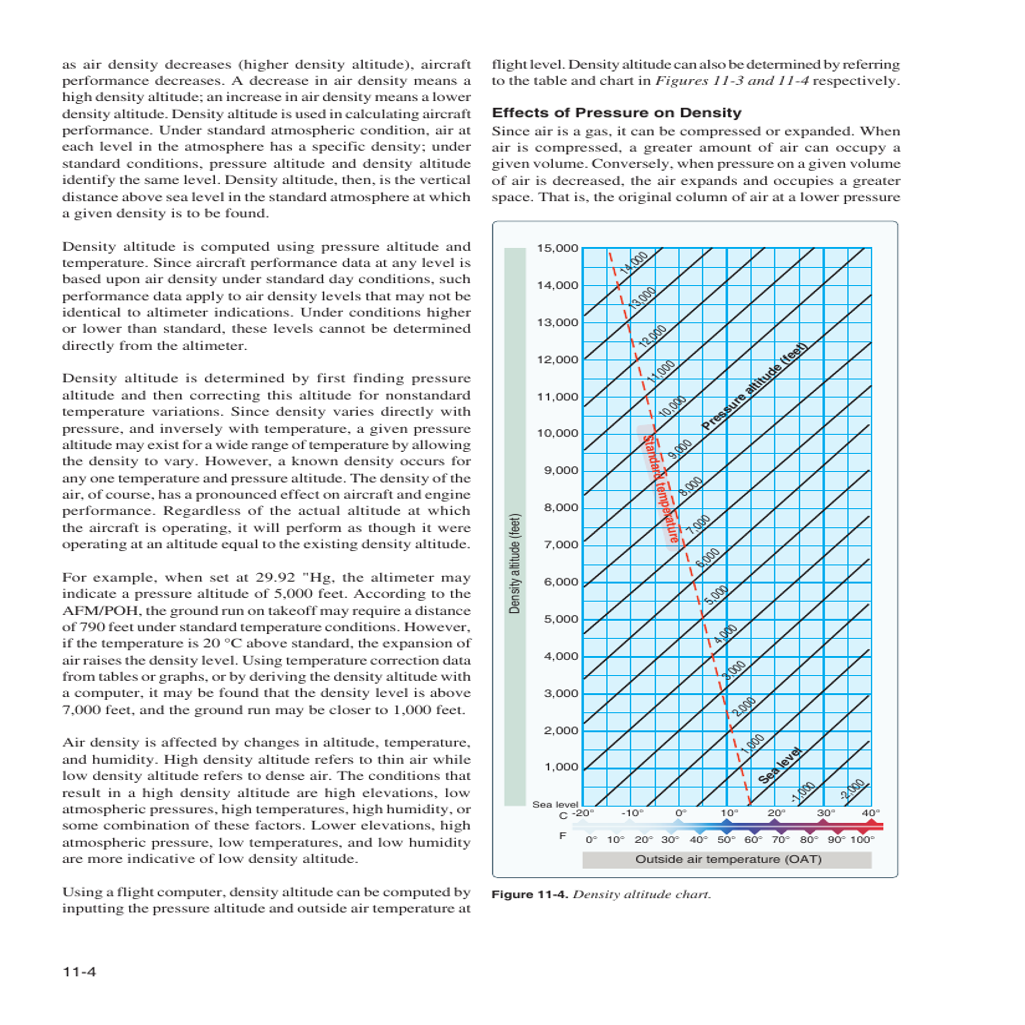 as air density decreases (higher density altitude), aircraft
performance decreases. A decrease in air density means a
high density altitude; an increase in air density means a lower
density altitude. Density altitude is used in calculating aircraft
performance. Under standard atmospheric condition, air at
each level in the atmosphere has a specific density; under
standard conditions, pressure altitude and density altitude
identify the same level. Density altitude, then, is the vertical
distance above sea level in the standard atmosphere at which
a given density is to be found.
Density altitude is computed using pressure altitude and
temperature. Since aircraft performance data at any level is
based upon air density under standard day conditions, such
performance data apply to air density levels that may not be
identical to altimeter indications. Under conditions higher
or lower than standard, these levels cannot be determined
directly from the altimeter.
Density altitude is determined by first finding pressure
altitude and then correcting this altitude for nonstandard
temperature variations. Since density varies directly with
pressure, and inversely with temperature, a given pressure
altitude may exist for a wide range of temperature by allowing
the density to vary. However, a known density occurs for
any one temperature and pressure altitude. The density of the
air, of course, has a pronounced effect on aircraft and engine
performance. Regardless of the actual altitude at which
the aircraft is operating, it will perform as though it were
operating at an altitude equal to the existing density altitude.
For example, when set at 29.92 "Hg, the altimeter may
indicate a pressure altitude of 5,000 feet. According to the
AFM/POH, the ground run on takeoff may require a distance
of 790 feet under standard temperature conditions. However,
if the temperature is 20 °C above standard, the expansion of
air raises the density level. Using temperature correction data
from tables or graphs, or by deriving the density altitude with
a computer, it may be found that the density level is above
7,000 feet, and the ground run may be closer to 1,000 feet.
Air density is affected by changes in altitude, temperature,
and humidity. High density altitude refers to thin air while
low density altitude refers to dense air. The conditions that
result in a high density altitude are high elevations, low
atmospheric pressures, high temperatures, high humidity, or
some combination of these factors. Lower elevations, high
atmospheric pressure, low temperatures, and low humidity
are more indicative of low density altitude.
Using a flight computer, density altitude can be computed by
inputting the pressure altitude and outside air temperature at
flight level. Density altitude can also be determined by referring
to the table and chart in Figures 11-3 and 11-4 respectively.
Effects of Pressure on Density
Since air is a gas, it can be compressed or expanded. When
air is compressed, a greater amount of air can occupy a
given volume. Conversely, when pressure on a given volume
of air is decreased, the air expands and occupies a greater
space. That is, the original column of air at a lower pressure
Density altitude (feet)
15,000
14,000
13,000
12,000
11,000
10,000
9,000
8,000
7,000
6,000
5,000
4,000
3,000
2,000
1,000
Sea level
14,000
13,000
12,000
11,000
10,000
9,000
8,000
7,000
6,000
5,000
4,000
3,000
2,000
1,000
Sea level
-1,000
-2,000
Pressure altitude (feet)
Standard temperature
C -20° -10° 0° 10° 20° 30° 40°
F 0° 10° 20° 30° 40° 50° 60° 70° 80° 90° 100°
Outside air temperature (OAT)
Figure 11-4. Density altitude chart.
11-4